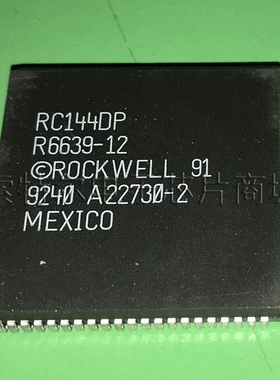 RC144DP
R6639-12
©ROCKWELL 91
9240 A22730-2
MEXICO